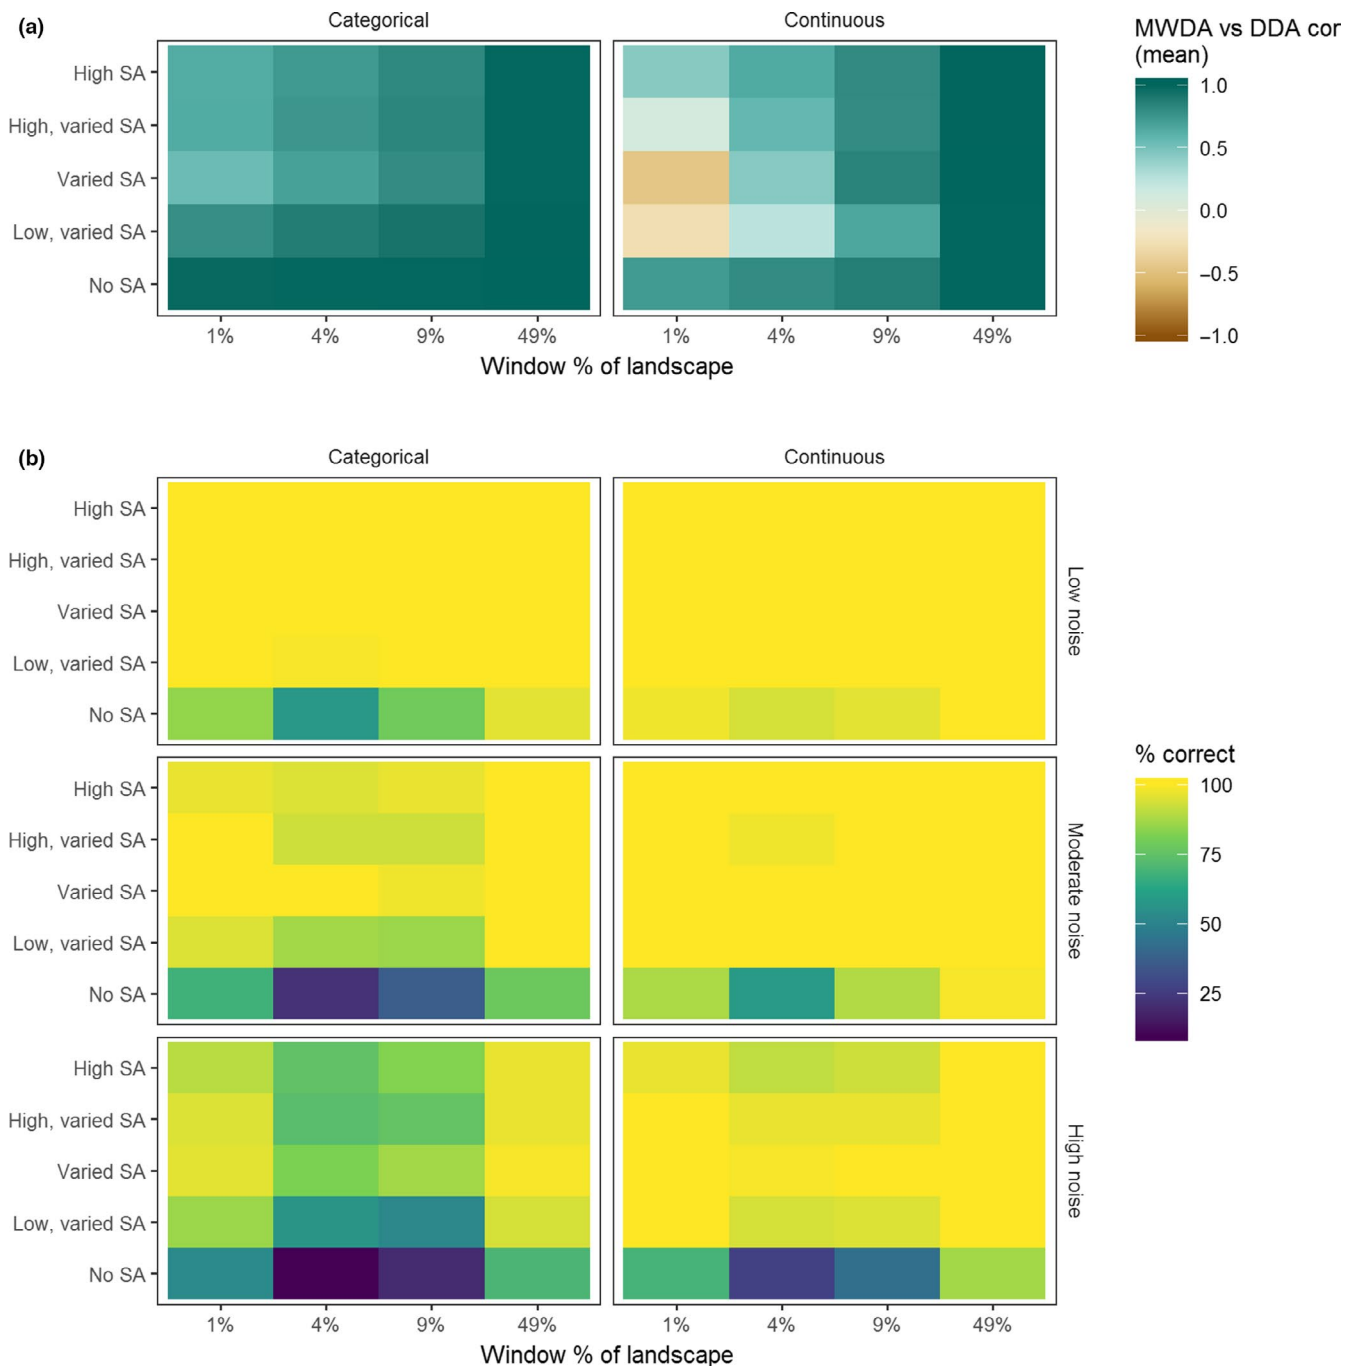 (a)
Categorical
Continuous
MWDA vs DDA cor
(mean)
High SA
High, varied SA
Varied SA
Low, varied SA
No SA
1.0
0.5
0.0
−0.5
−1.0
1% 4% 9% 49%
1% 4% 9% 49%
Window % of landscape
(b)
Categorical
Continuous
High SA
High, varied SA
Varied SA
Low, varied SA
No SA
Low noise
High SA
High, varied SA
Varied SA
Low, varied SA
No SA
Moderate noise
% correct
100
75
50
25
High SA
High, varied SA
Varied SA
Low, varied SA
No SA
High noise
1% 4% 9% 49%
1% 4% 9% 49%
Window % of landscape